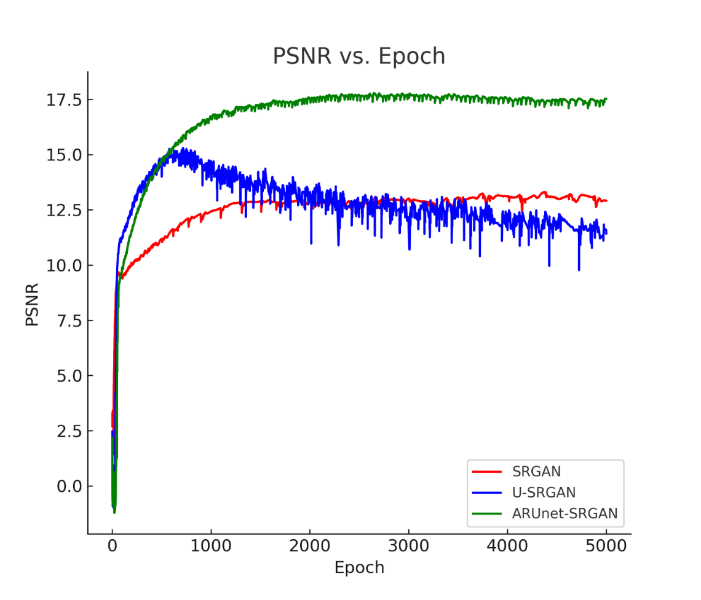 PSNR vs. Epoch
PSNR
17.5
15.0
12.5
10.0
7.5
5.0
2.5
0.0
0 1000 2000 3000 4000 5000
Epoch
SRGAN
U-SRGAN
ARUnet-SRGAN